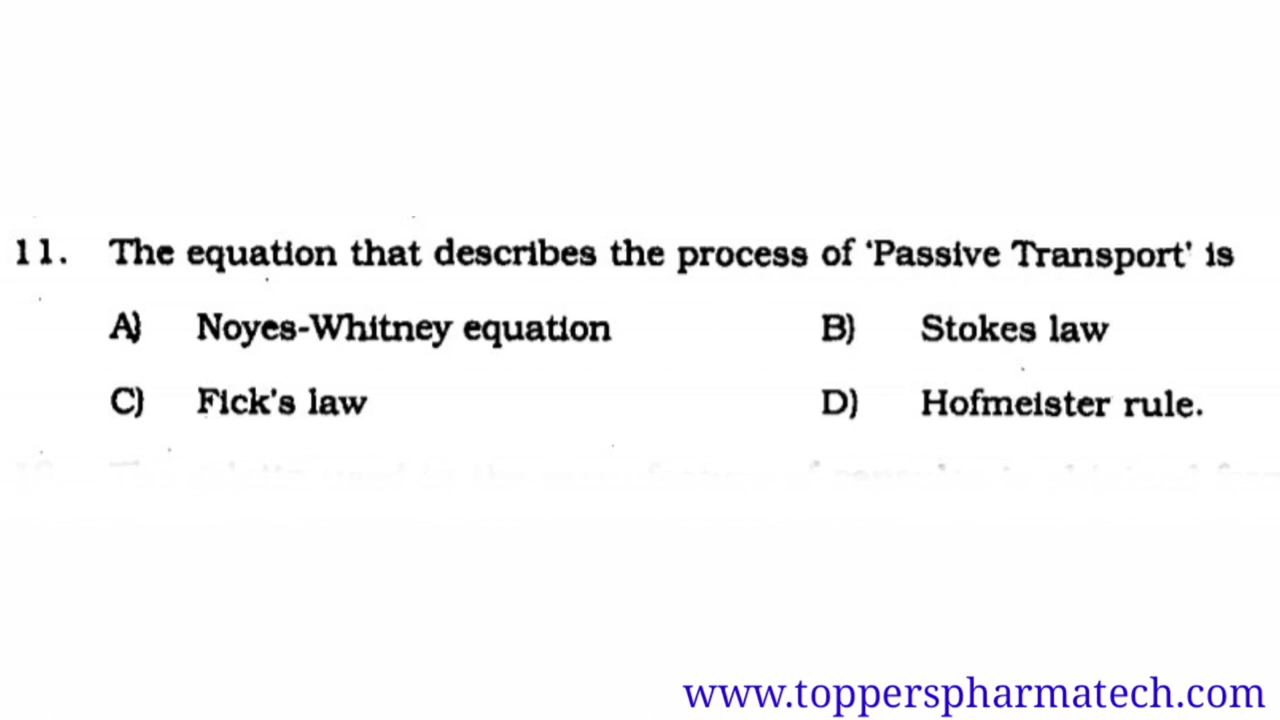 11. The equation that describes the process of 'Passive Transport' is
A) Noyes-Whitney equation B) Stokes law
C) Fick's law D) Hofmeister rule.
www.topperspharmatech.com